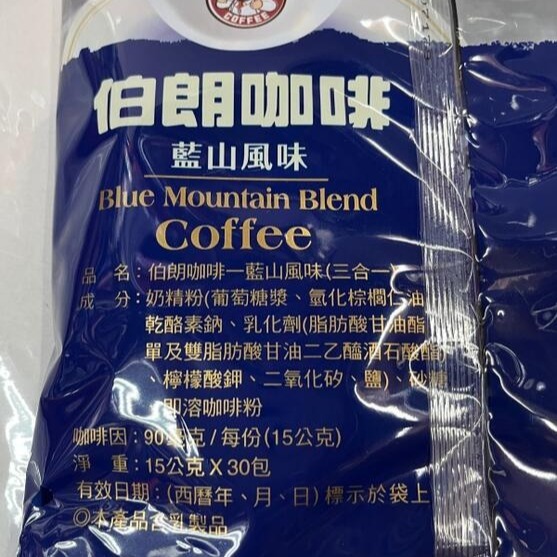 COFFEE
伯朗咖啡
藍山風味
Blue Mountain Blend
Coffee
品 名：伯朗咖啡－藍山風味(三合一)
成 分：奶精粉(葡萄糖漿、氫化棕櫚仁油
乾酪素鈉、乳化劑(脂肪酸甘油酯
單及雙脂肪酸甘油二乙醯酒石酸酯
、檸檬酸鉀、二氧化矽、鹽)、砂糖
即溶咖啡粉
咖啡因：90毫克/每份(15公克)
淨 重：15公克X30包
有效日期：(西曆年、月、日)標示於袋上
◎本產品含乳製品